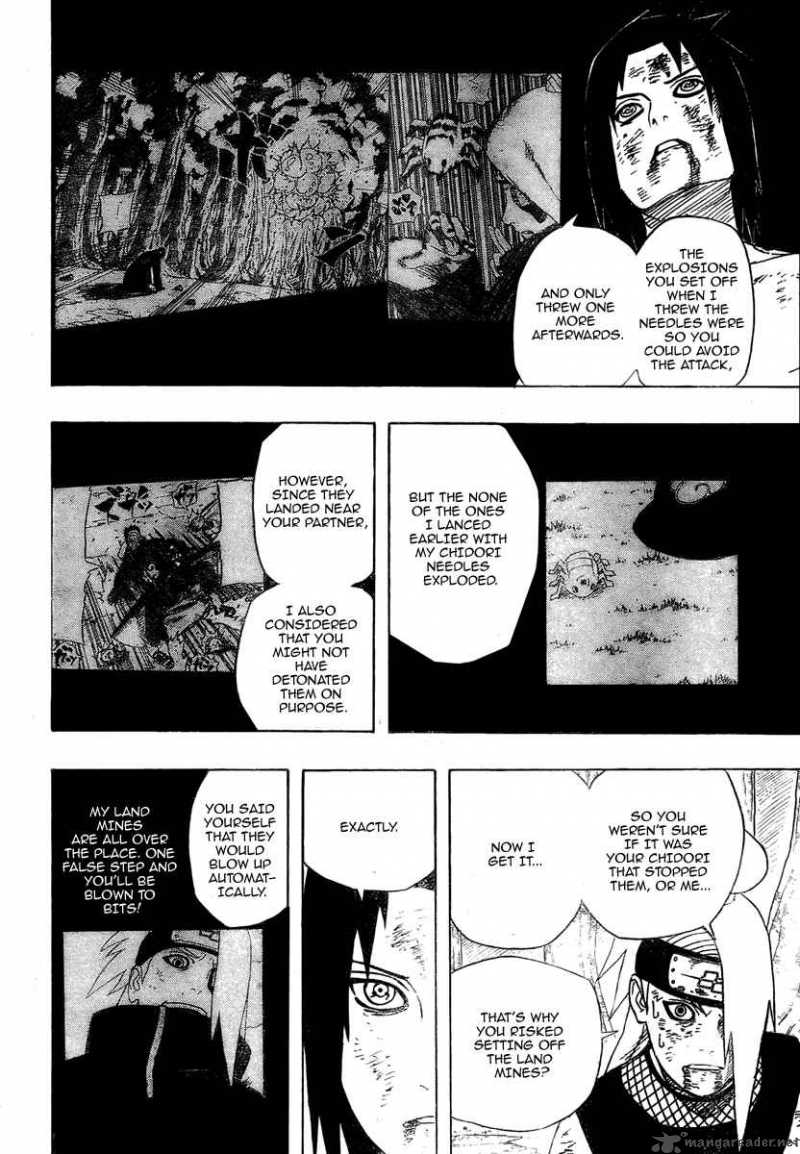 THE
EXPLOSIONS
YOU SET OFF
WHEN I
THREW THE
NEEDLES WERE
SO YOU
COULD AVOID
THE ATTACK,
AND ONLY
THREW ONE
MORE
AFTERWARDS.
BUT THE NONE
OF THE ONES
I LANCED
EARLIER WITH
MY CHIDORI
NEEDLES
EXPLODED.
HOWEVER,
SINCE THEY
LANDED NEAR
YOUR PARTNER,
I ALSO
CONSIDERED
THAT YOU
MIGHT NOT
HAVE
DETONATED
THEM ON
PURPOSE.
SO YOU
WEREN'T SURE
IF IT WAS
YOUR CHIDORI
THAT STOPPED
THEM, OR ME...
NOW I
GET IT...
THAT'S WHY
YOU RISKED
SETTING OFF
THE LAND
MINES?
EXACTLY.
YOU SAID
YOURSELF
THAT THEY
WOULD
BLOW UP
AUTOMAT-
ICALLY.
MY LAND
MINES
ARE ALL OVER
THE PLACE. ONE
FALSE STEP AND
YOU'LL BE
BLOWN TO
BITS!
mangareader.net